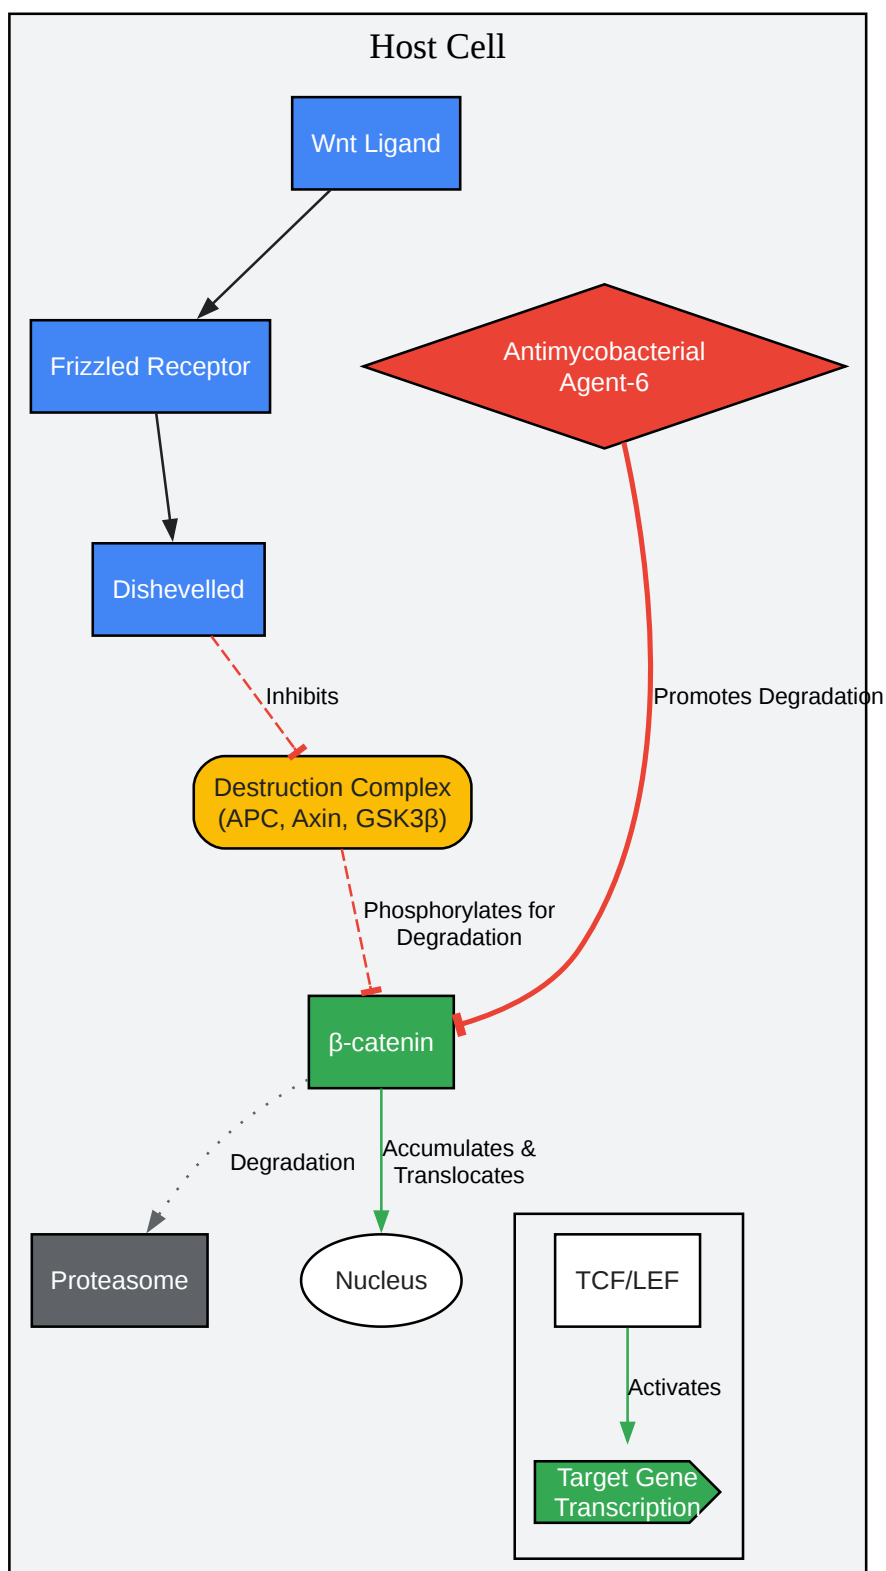 Host Cell
Wnt Ligand
Antimycobacterial
Agent-6
Frizzled Receptor
Dishevelled
Inhibits
Promotes Degradation
Destruction Complex
(APC, Axin, GSK3β)
Phosphorylates for
Degradation
β-catenin
Degradation
Accumulates &
Translocates
Proteasome
Nucleus
TCF/LEF
Activates
Target Gene
Transcription